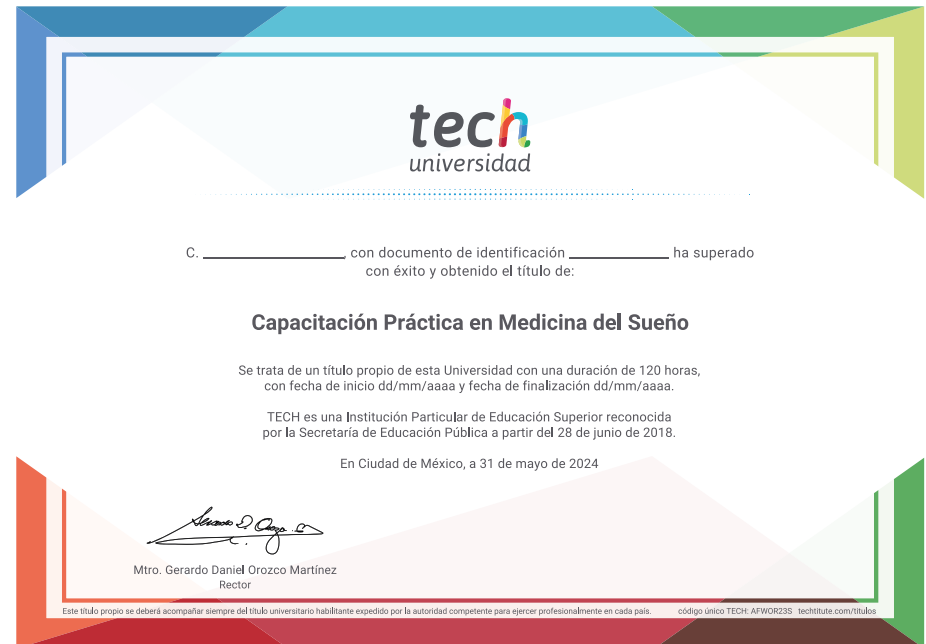 tech
universidad
C. ____________, con documento de identificación ____________ ha superado
con éxito y obtenido el título de:
Capacitación Práctica en Medicina del Sueño
Se trata de un título propio de esta Universidad con una duración de 120 horas,
con fecha de inicio dd/mm/aaaa y fecha de finalización dd/mm/aaaa.
TECH es una Institución Particular de Educación Superior reconocida
por la Secretaría de Educación Pública a partir del 28 de junio de 2018.
En Ciudad de México, a 31 de mayo de 2024
Mtro. Gerardo Daniel Orozco Martínez
Rector
Este título propio se deberá acompañar siempre del título universitario habilitante expedido por la autoridad competente para ejercer profesionalmente en cada país. código único TECH: AFWOR23S techtitute.com/titulos